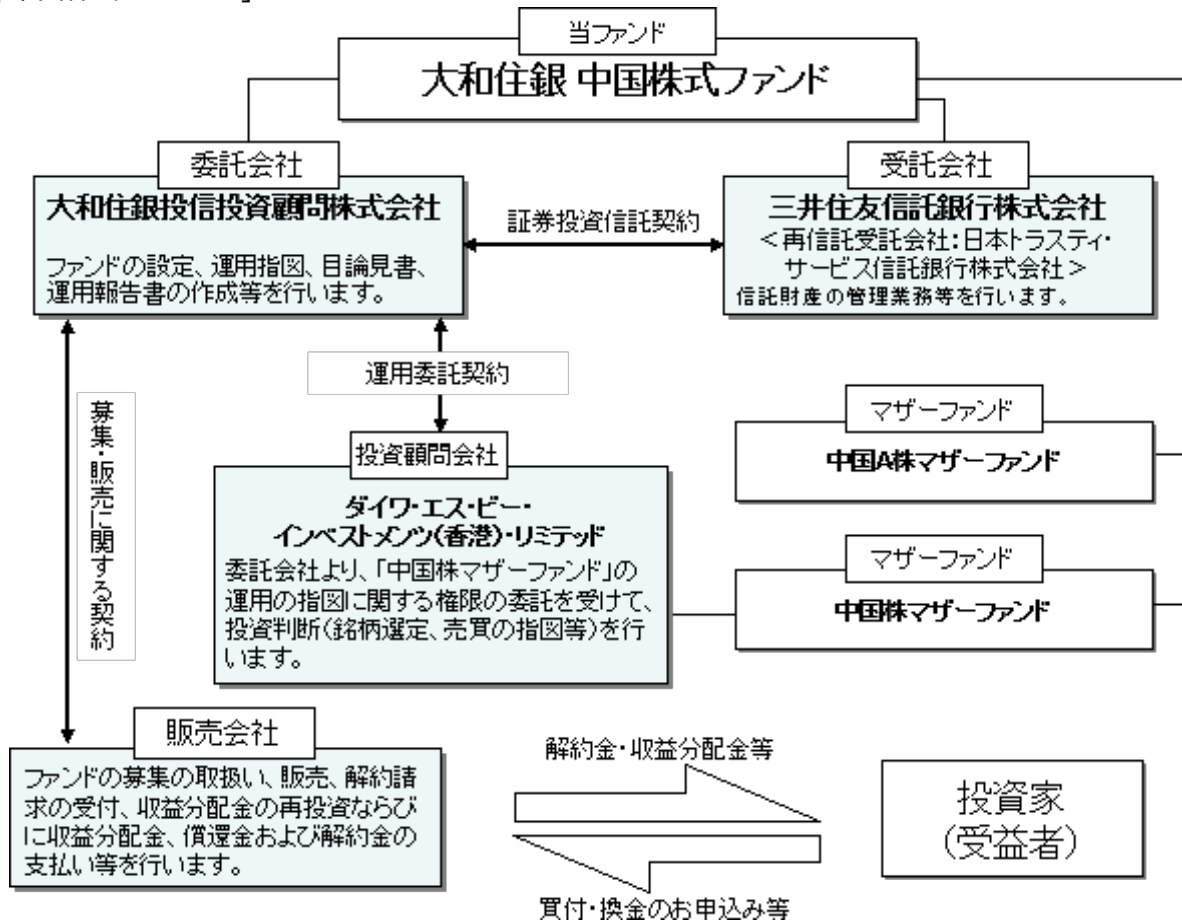 当ファンド
大和住銀 中国株式ファンド
委託会社
大和住銀投信投資顧問株式会社
ファンドの設定、運用指図、目論見書、
運用報告書の作成等を行います。
証券投資信託契約
受託会社
三井住友信託銀行株式会社
＜再信託受託会社：日本トラスティ・
サービス信託銀行株式会社＞
信託財産の管理業務等を行います。
運用委託契約
募集・販売に関する契約
投資顧問会社
ダイワ・エス・ビー・
インベストメンツ(香港)・リミテッド
委託会社より、「中国株マザーファンド」の
運用の指図に関する権限の委託を受けて、
投資判断(銘柄選定、売買の指図等)を行
います。
マザーファンド
中国A株マザーファンド
マザーファンド
中国株マザーファンド
販売会社
ファンドの募集の取扱い、販売、解約請
求の受付、収益分配金の再投資ならび
に収益分配金、償還金および解約金の
支払い等を行います。
解約金・収益分配金等
買付・換金のお申込み等
投資家
(受益者)